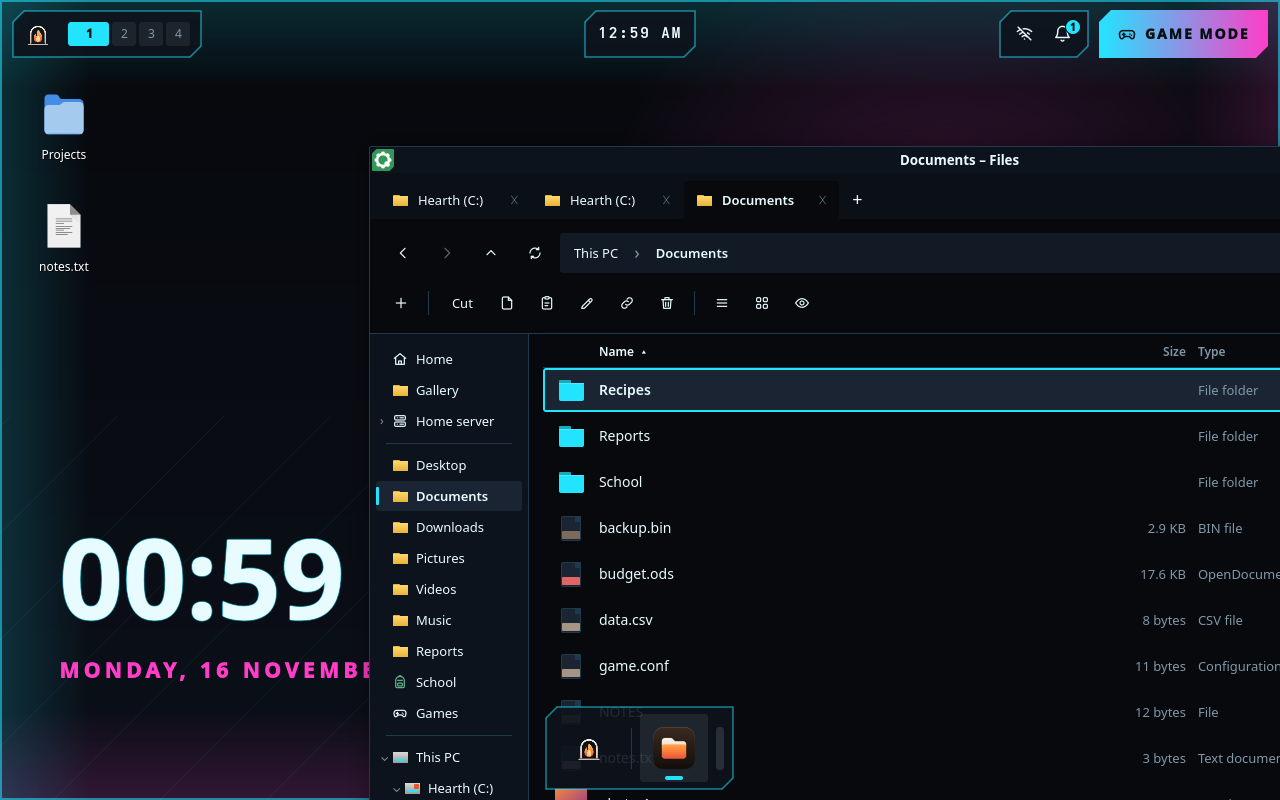 1 2 3 4
12:59 AM
1
GAME MODE
Projects
notes.txt
00:59
MONDAY, 16 NOVEMBE
Documents – Files
Hearth (C:) X
Hearth (C:) X
Documents X
+
This PC › Documents
Cut
Home
Gallery
Home server
Desktop
Documents
Downloads
Pictures
Videos
Music
Reports
School
Games
This PC
Hearth (C:)
Name Size Type
Recipes File folder
Reports File folder
School File folder
backup.bin 2.9 KB BIN file
budget.ods 17.6 KB OpenDocume
data.csv 8 bytes CSV file
game.conf 11 bytes Configuration
NOTES 12 bytes File
notes.tx 3 bytes Text documen